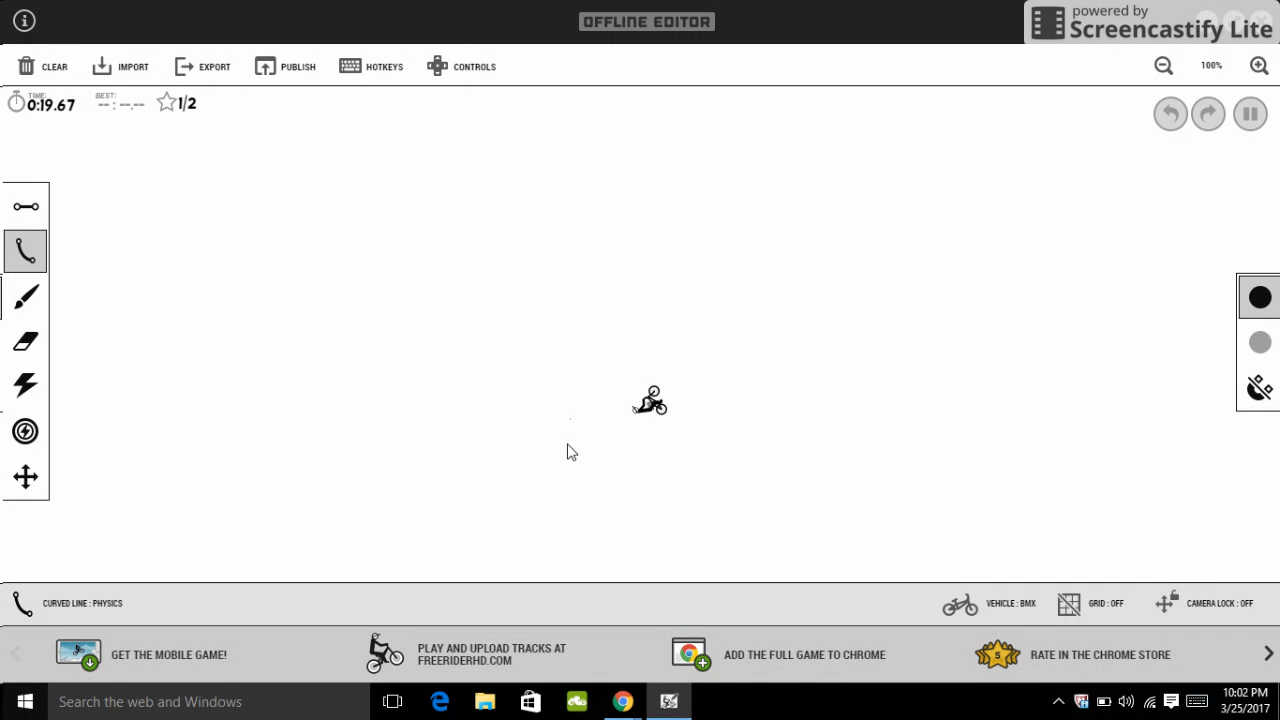 OFFLINE EDITOR
powered by
Screencastify Lite
CLEAR
IMPORT
EXPORT
PUBLISH
HOTKEYS
CONTROLS
100%
TIME:
0:19.67
BEST:
-- : --.--
1/2
CURVED LINE : PHYSICS
VEHICLE : BMX
GRID : OFF
CAMERA LOCK : OFF
GET THE MOBILE GAME!
PLAY AND UPLOAD TRACKS AT
FREERIDERHD.COM
ADD THE FULL GAME TO CHROME
5
RATE IN THE CHROME STORE
Search the web and Windows
10:02 PM
3/25/2017